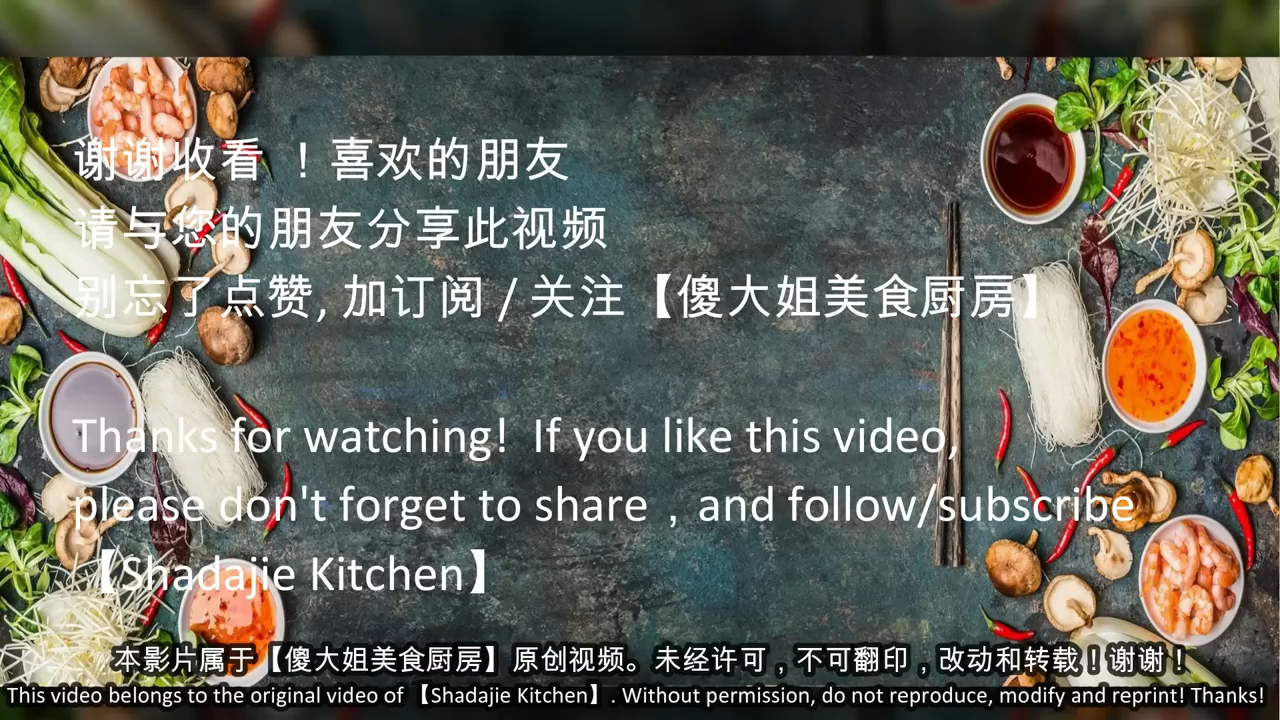 谢谢收看 ！喜欢的朋友
请与您的朋友分享此视频
别忘了点赞, 加订阅 / 关注【傻大姐美食厨房】
Thanks for watching!  If you like this video,
please don't forget to share，and follow/subscribe
【Shadajie Kitchen】
本影片属于【傻大姐美食厨房】原创视频。未经许可，不可翻印，改动和转载！谢谢！
This video belongs to the original video of 【Shadajie Kitchen】. Without permission, do not reproduce, modify and reprint! Thanks!